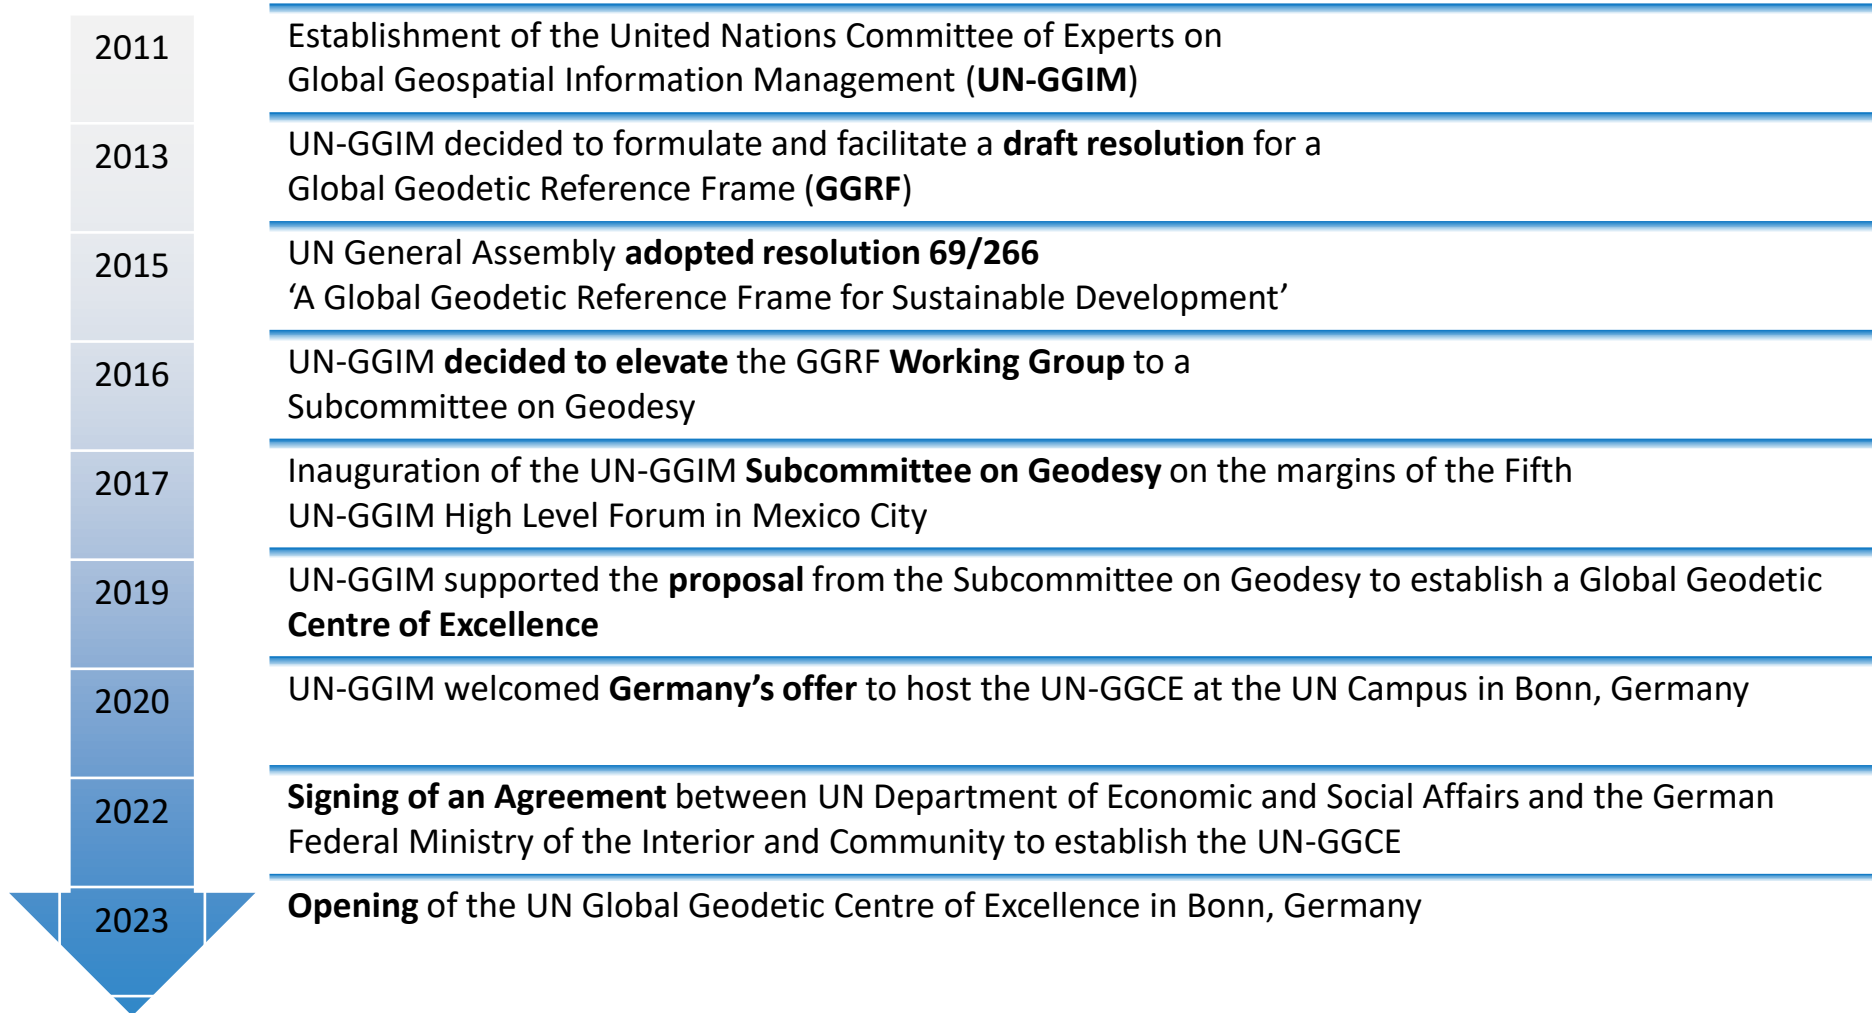 2011
Establishment of the United Nations Committee of Experts on
Global Geospatial Information Management (UN-GGIM)
2013
UN-GGIM decided to formulate and facilitate a draft resolution for a
Global Geodetic Reference Frame (GGRF)
2015
UN General Assembly adopted resolution 69/266
‘A Global Geodetic Reference Frame for Sustainable Development’
2016
UN-GGIM decided to elevate the GGRF Working Group to a
Subcommittee on Geodesy
2017
Inauguration of the UN-GGIM Subcommittee on Geodesy on the margins of the Fifth
UN-GGIM High Level Forum in Mexico City
2019
UN-GGIM supported the proposal from the Subcommittee on Geodesy to establish a Global Geodetic
Centre of Excellence
2020
UN-GGIM welcomed Germany’s offer to host the UN-GGCE at the UN Campus in Bonn, Germany
2022
Signing of an Agreement between UN Department of Economic and Social Affairs and the German
Federal Ministry of the Interior and Community to establish the UN-GGCE
2023
Opening of the UN Global Geodetic Centre of Excellence in Bonn, Germany